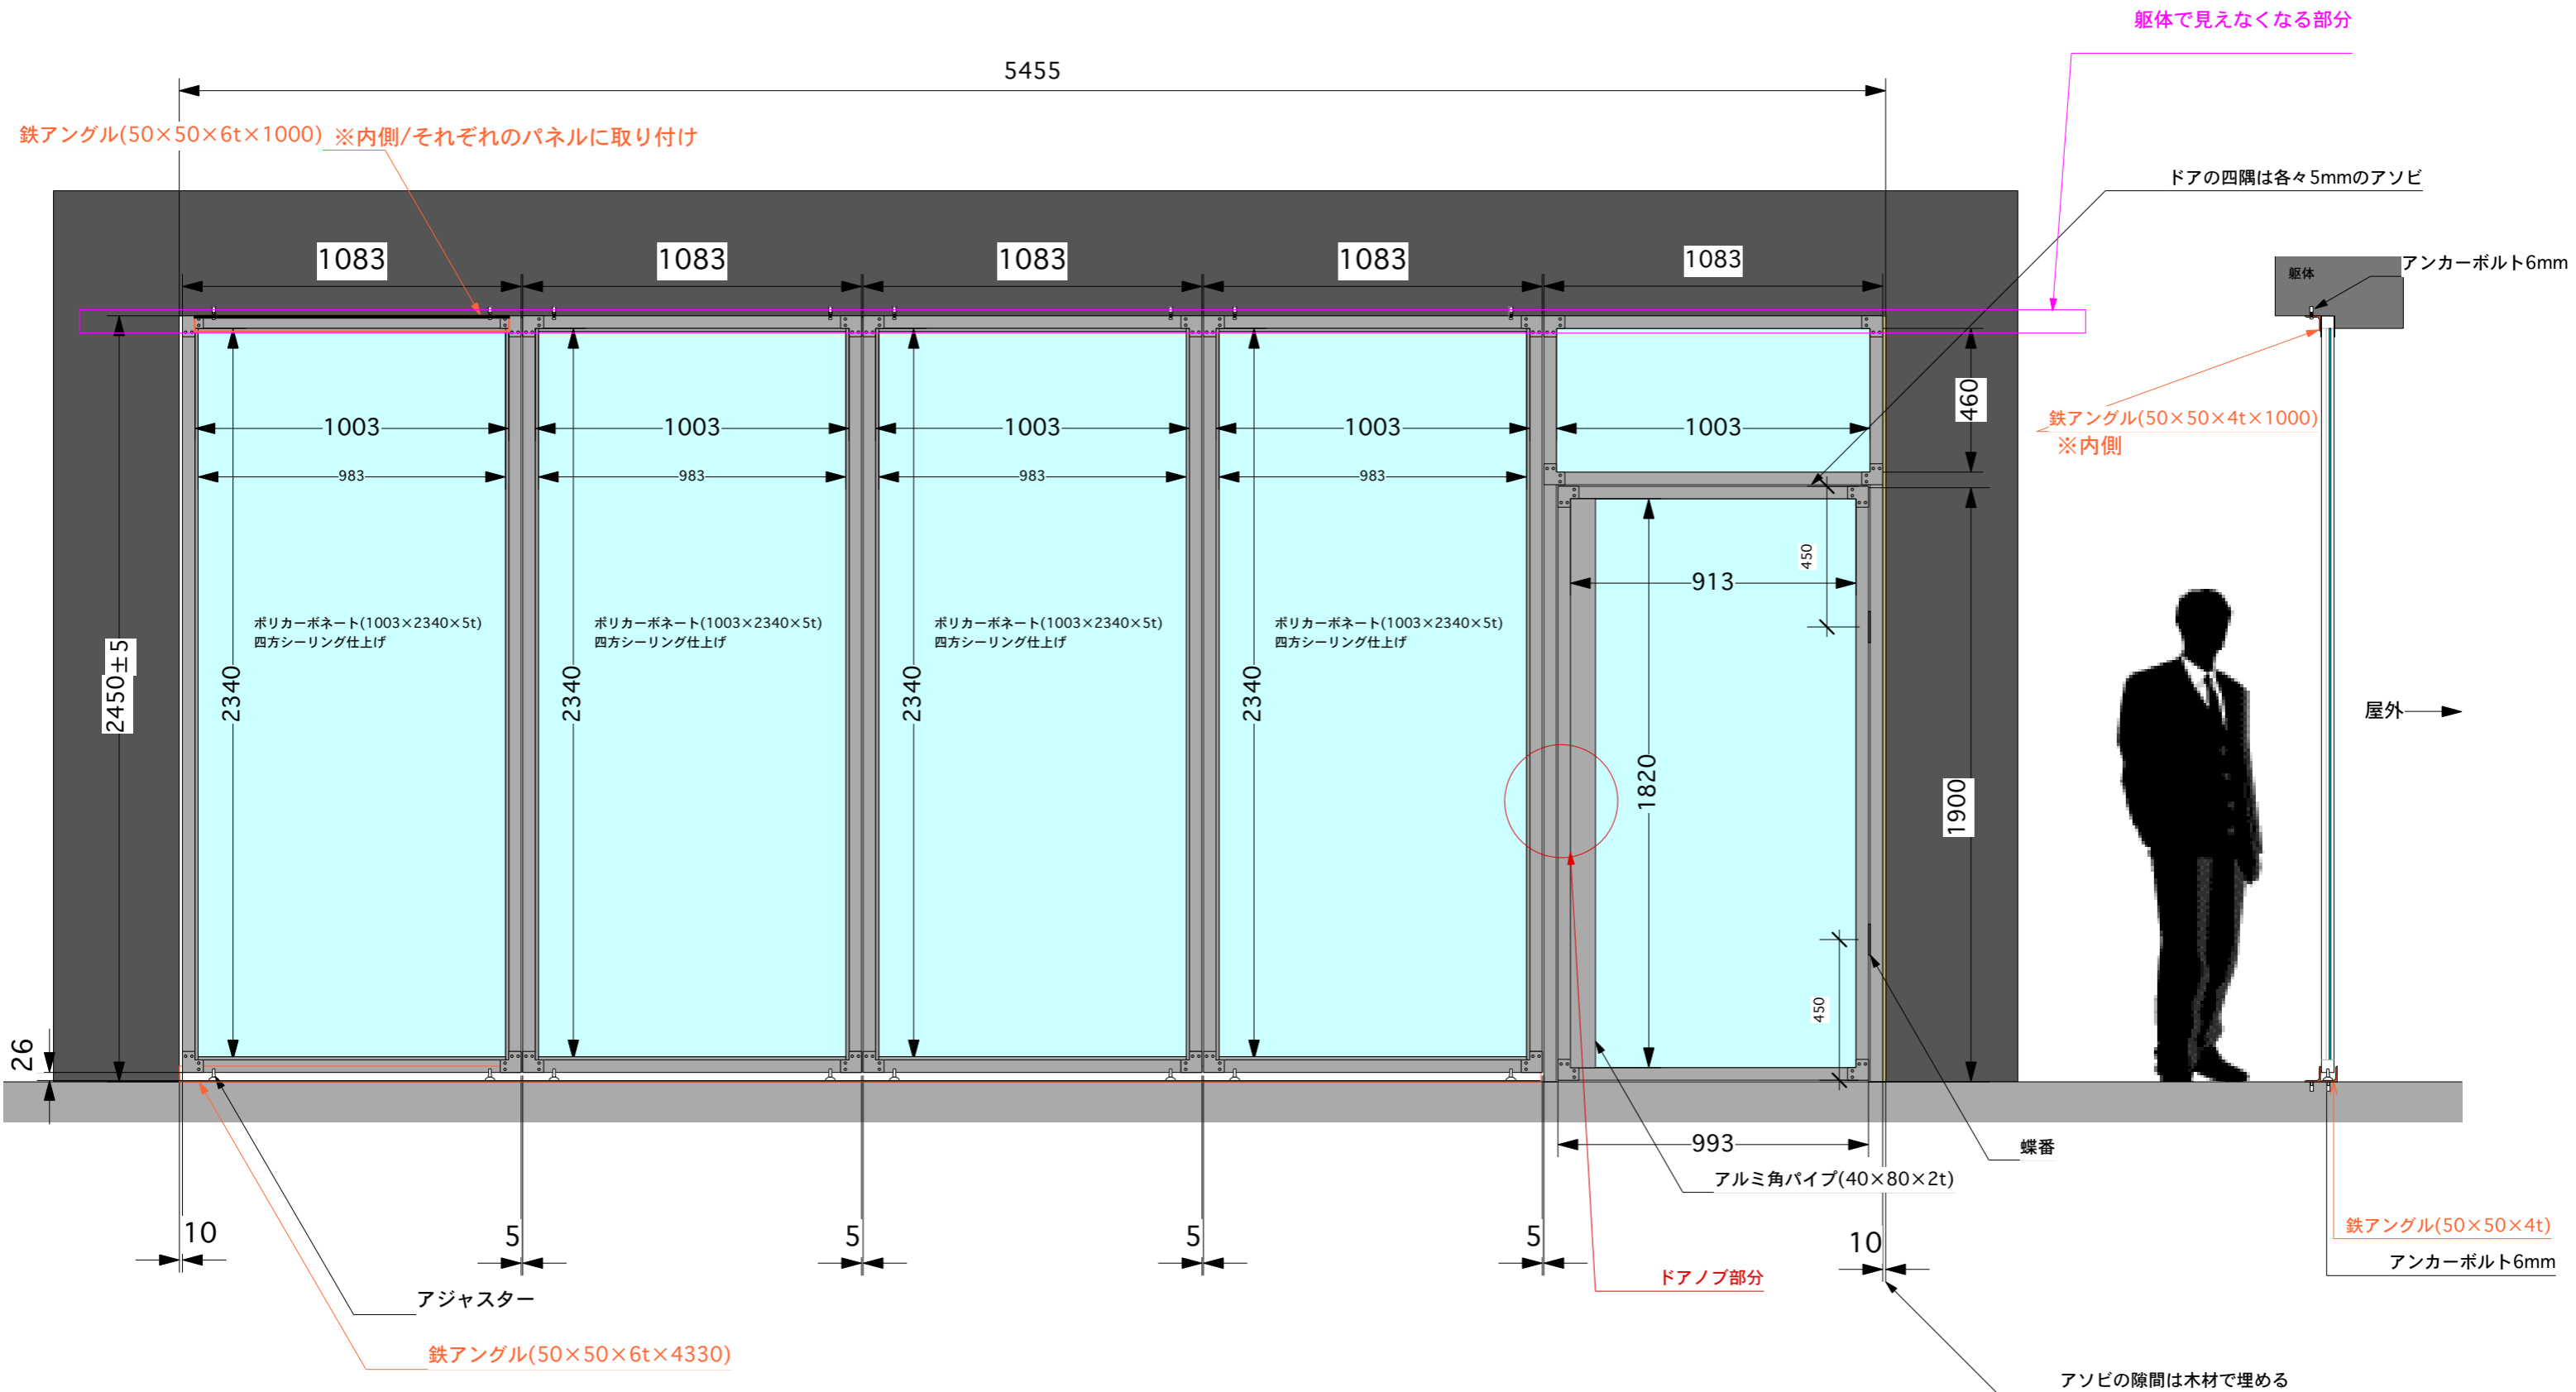 躯体で見えなくなる部分
5455
鉄アングル(50×50×6t×1000) ※内側/それぞれのパネルに取り付け
ドアの四隅は各々5mmのアソビ
1083
1083
1083
1083
1083
躯体
アンカーボルト6mm
460
鉄アングル(50×50×4t×1000)
※内側
1003
1003
1003
1003
1003
983
983
983
983
450
913
ポリカーボネート(1003×2340×5t)
四方シーリング仕上げ
ポリカーボネート(1003×2340×5t)
四方シーリング仕上げ
ポリカーボネート(1003×2340×5t)
四方シーリング仕上げ
ポリカーボネート(1003×2340×5t)
四方シーリング仕上げ
2450±5
2340
2340
2340
2340
屋外
1820
1900
450
26
993
蝶番
アルミ角パイプ(40×80×2t)
10
5
5
5
5
10
鉄アングル(50×50×4t)
アンカーボルト6mm
ドアノブ部分
アジャスター
鉄アングル(50×50×6t×4330)
アソビの隙間は木材で埋める